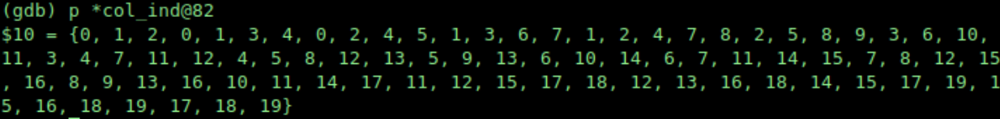 (gdb) p *col_ind@82
$10 = {0, 1, 2, 0, 1, 3, 4, 0, 2, 4, 5, 1, 3, 6, 7, 1, 2, 4, 7, 8, 2, 5, 8, 9, 3, 6, 10,
11, 3, 4, 7, 11, 12, 4, 5, 8, 12, 13, 5, 9, 13, 6, 10, 14, 6, 7, 11, 14, 15, 7, 8, 12, 15
, 16, 8, 9, 13, 16, 10, 11, 14, 17, 11, 12, 15, 17, 18, 12, 13, 16, 18, 14, 15, 17, 19, 1
5, 16, 18, 19, 17, 18, 19}